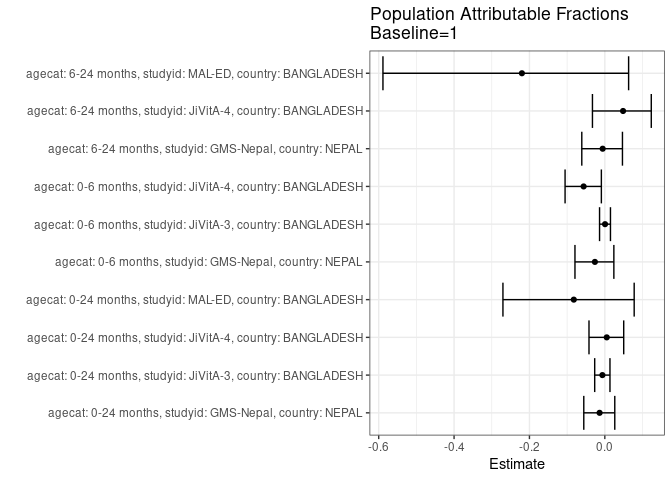 Population Attributable Fractions
Baseline=1
agecat: 6-24 months, studyid: MAL-ED, country: BANGLADESH
agecat: 6-24 months, studyid: JiVitA-4, country: BANGLADESH
agecat: 6-24 months, studyid: GMS-Nepal, country: NEPAL
agecat: 0-6 months, studyid: JiVitA-4, country: BANGLADESH
agecat: 0-6 months, studyid: JiVitA-3, country: BANGLADESH
agecat: 0-6 months, studyid: GMS-Nepal, country: NEPAL
agecat: 0-24 months, studyid: MAL-ED, country: BANGLADESH
agecat: 0-24 months, studyid: JiVitA-4, country: BANGLADESH
agecat: 0-24 months, studyid: JiVitA-3, country: BANGLADESH
agecat: 0-24 months, studyid: GMS-Nepal, country: NEPAL
-0.6 -0.4 -0.2 0.0
Estimate